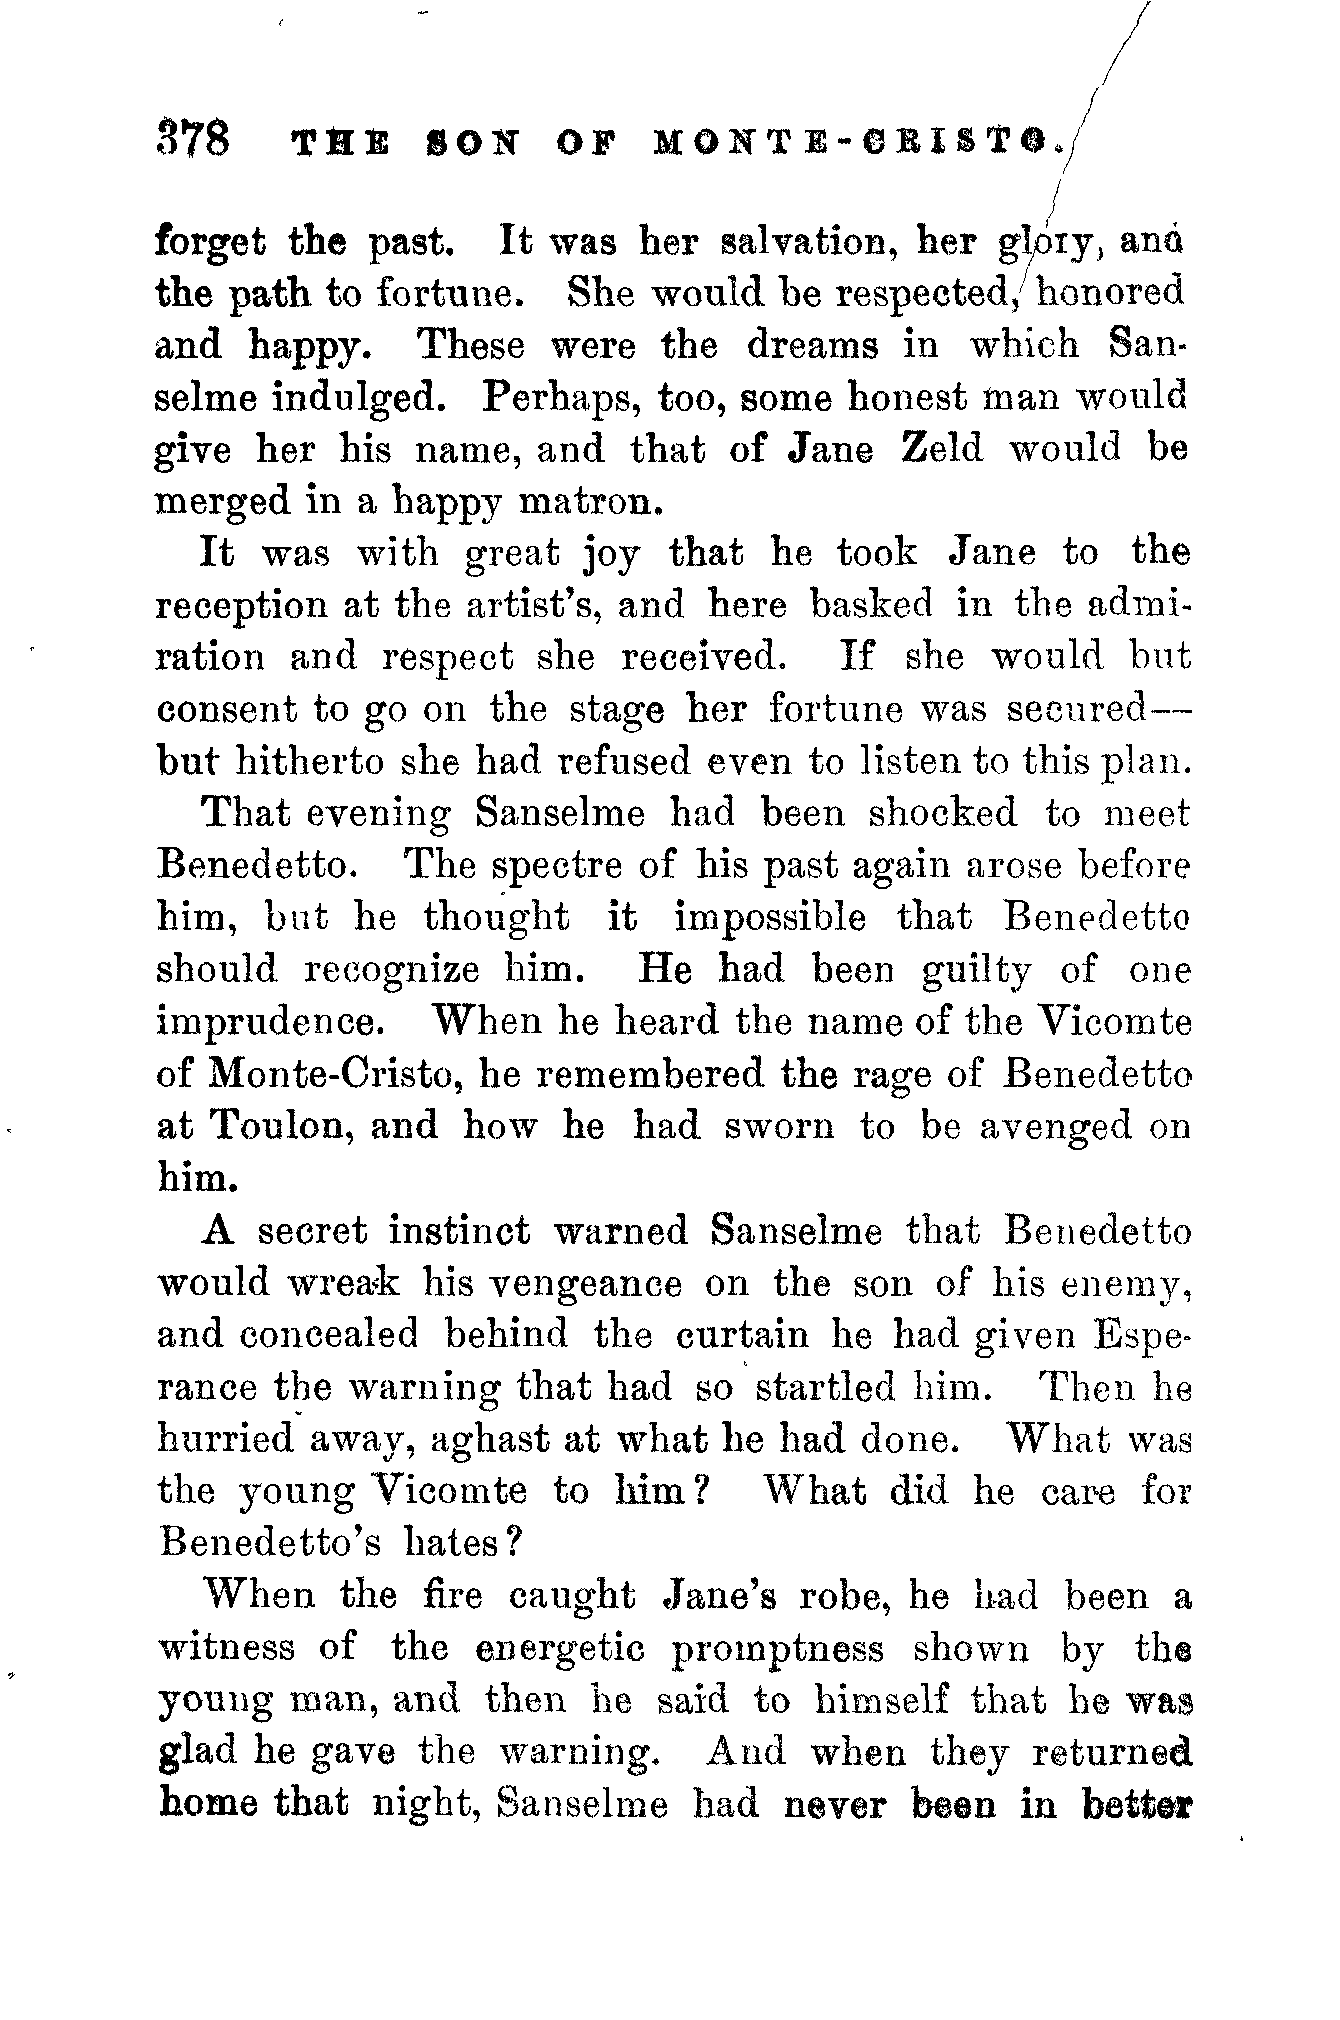 378 THE SON OF MONTE-CRISTO.
forget the past. It was her salvation, her glory, and
the path to fortune. She would be respected, honored
and happy. These were the dreams in which San-
selme indulged. Perhaps, too, some honest man would
give her his name, and that of Jane Zeld would be
merged in a happy matron.
It was with great joy that he took Jane to the
reception at the artist's, and here basked in the admi-
ration and respect she received. If she would but
consent to go on the stage her fortune was secured—
but hitherto she had refused even to listen to this plan.
That evening Sanselme had been shocked to meet
Benedetto. The spectre of his past again arose before
him, but he thought it impossible that Benedetto
should recognize him. He had been guilty of one
imprudence. When he heard the name of the Vicomte
of Monte-Cristo, he remembered the rage of Benedetto
at Toulon, and how he had sworn to be avenged on
him.
A secret instinct warned Sanselme that Benedetto
would wreak his vengeance on the son of his enemy,
and concealed behind the curtain he had given Espe-
rance the warning that had so startled him. Then he
hurried away, aghast at what he had done. What was
the young Vicomte to him? What did he care for
Benedetto's hates?
When the fire caught Jane's robe, he had been a
witness of the energetic promptness shown by the
young man, and then he said to himself that he was
glad he gave the warning. And when they returned
home that night, Sanselme had never been in better